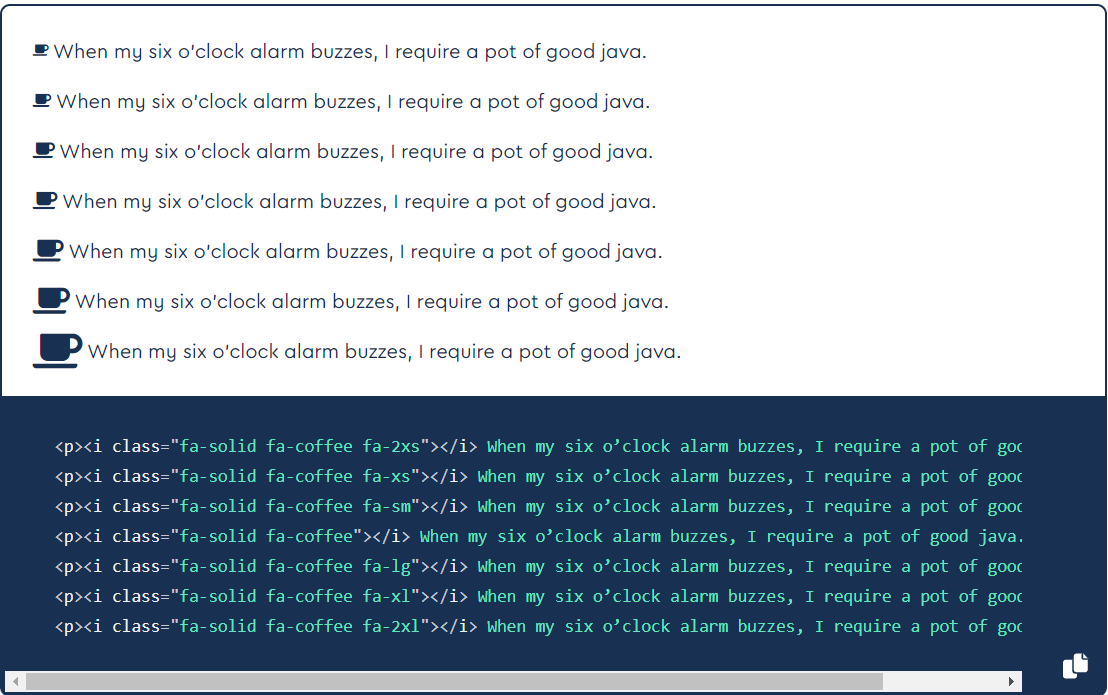 When my six o'clock alarm buzzes, I require a pot of good java.
When my six o'clock alarm buzzes, I require a pot of good java.
When my six o'clock alarm buzzes, I require a pot of good java.
When my six o'clock alarm buzzes, I require a pot of good java.
When my six o'clock alarm buzzes, I require a pot of good java.
When my six o'clock alarm buzzes, I require a pot of good java.
When my six o'clock alarm buzzes, I require a pot of good java.
<p><i class="fa-solid fa-coffee fa-2xs"></i> When my six o’clock alarm buzzes, I require a pot of goo
<p><i class="fa-solid fa-coffee fa-xs"></i> When my six o’clock alarm buzzes, I require a pot of good
<p><i class="fa-solid fa-coffee fa-sm"></i> When my six o’clock alarm buzzes, I require a pot of good
<p><i class="fa-solid fa-coffee"></i> When my six o’clock alarm buzzes, I require a pot of good java.
<p><i class="fa-solid fa-coffee fa-lg"></i> When my six o’clock alarm buzzes, I require a pot of good
<p><i class="fa-solid fa-coffee fa-xl"></i> When my six o’clock alarm buzzes, I require a pot of good
<p><i class="fa-solid fa-coffee fa-2xl"></i> When my six o’clock alarm buzzes, I require a pot of goo